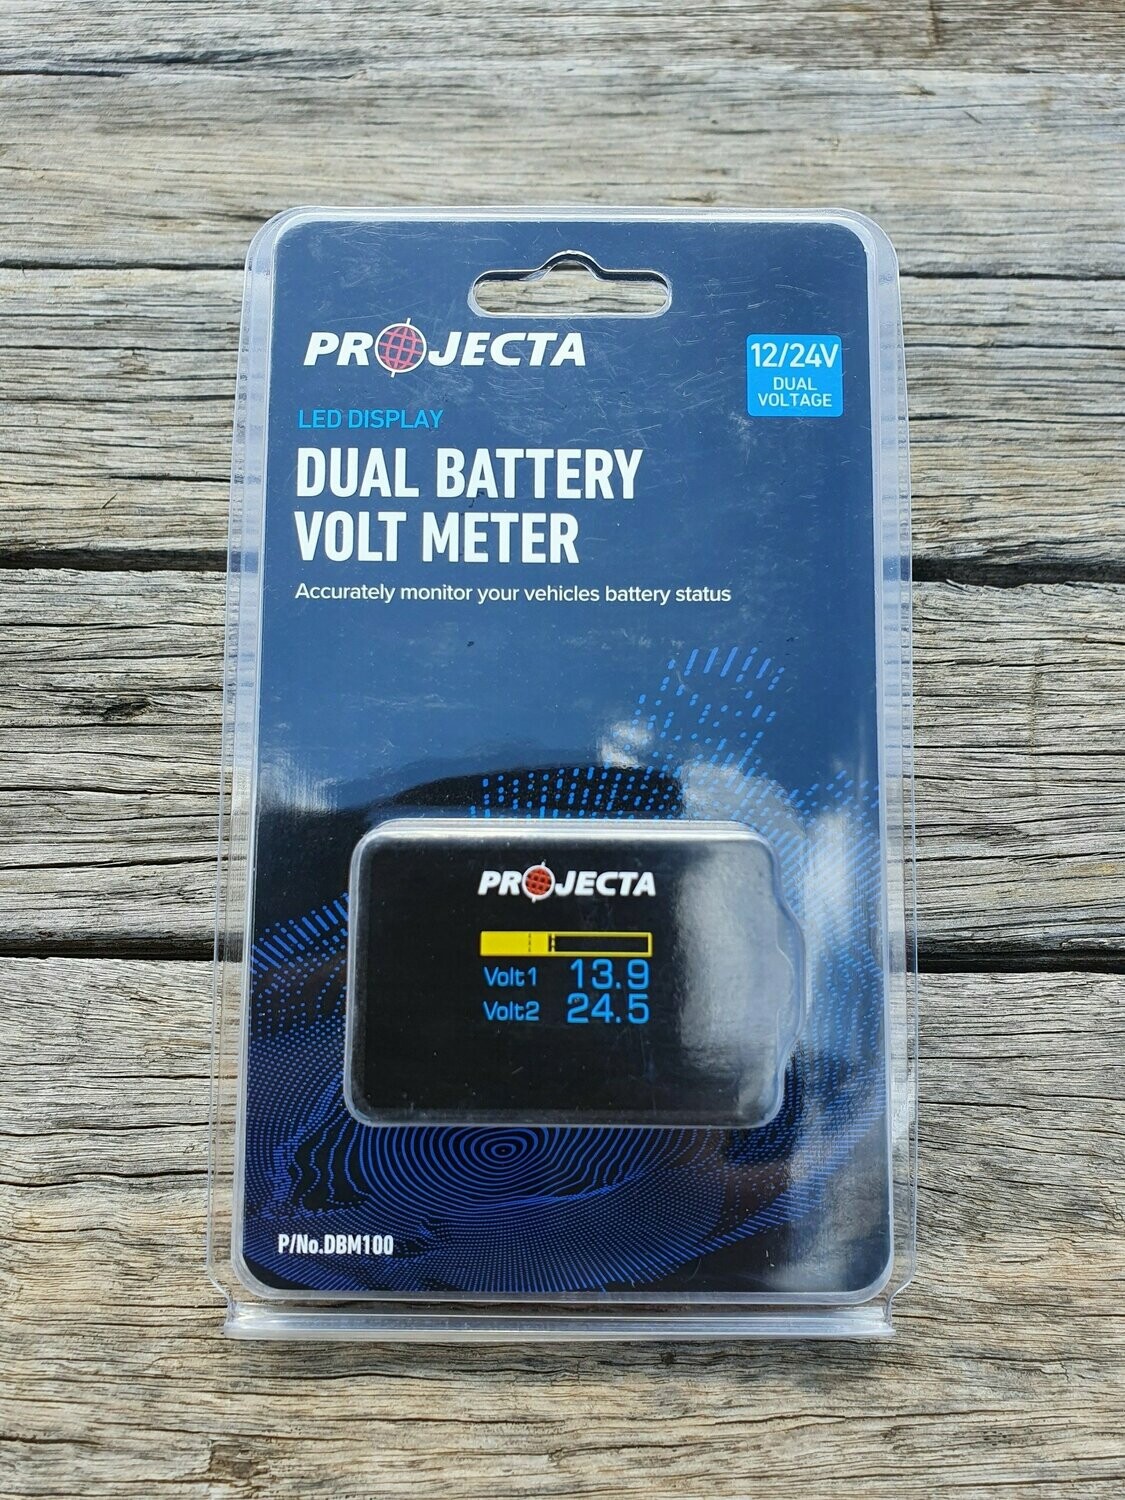 PROJECTA
12/24V
DUAL
VOLTAGE
LED DISPLAY
DUAL BATTERY
VOLT METER
Accurately monitor your vehicles battery status
PROJECTA
Volt1 13.9
Volt2 24.5
P/No.DBM100